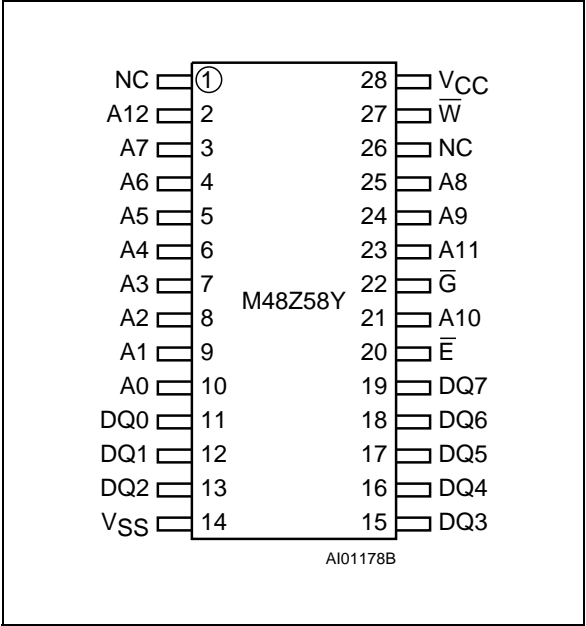 NC 1 28 VCC
A12 2 27 W̅
A7 3 26 NC
A6 4 25 A8
A5 5 24 A9
A4 6 23 A11
A3 7 22 G̅
M48Z58Y
A2 8 21 A10
A1 9 20 E̅
A0 10 19 DQ7
DQ0 11 18 DQ6
DQ1 12 17 DQ5
DQ2 13 16 DQ4
VSS 14 15 DQ3
AI01178B